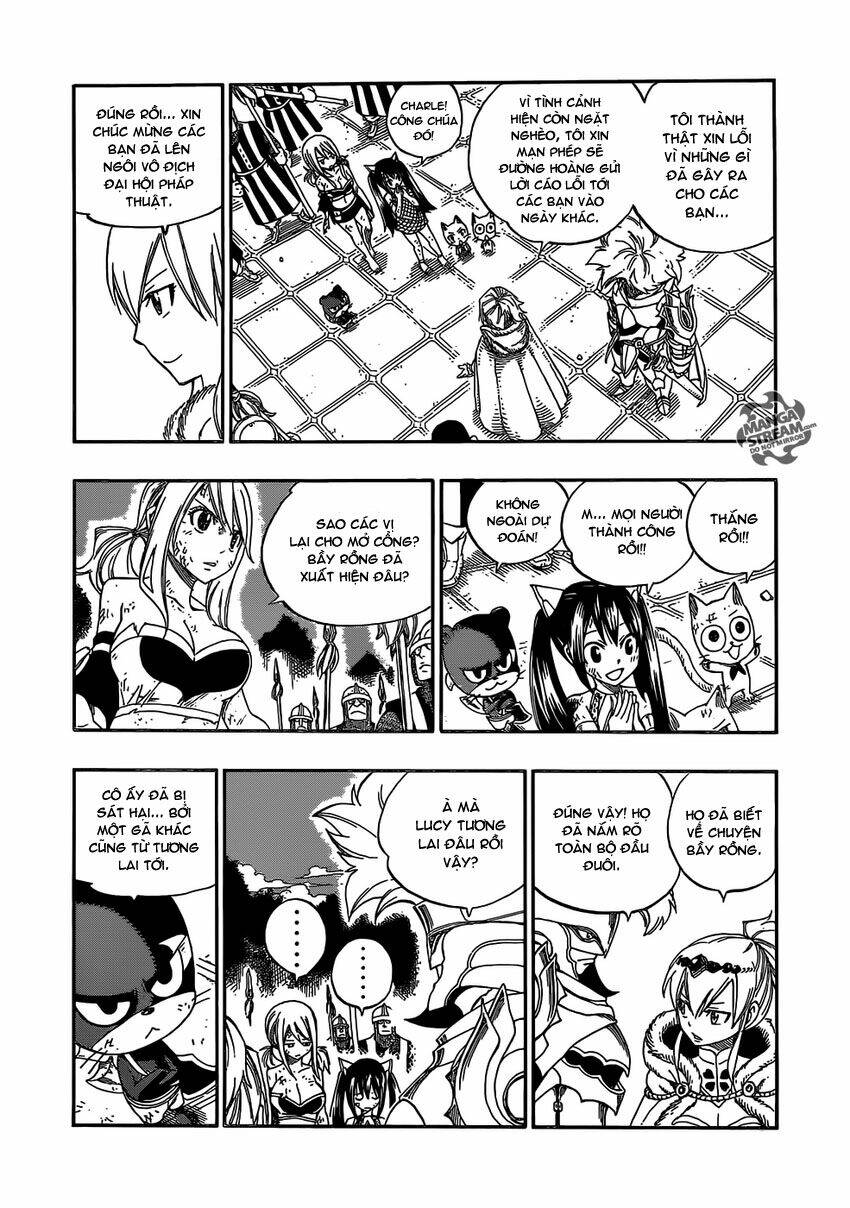 TÔI THÀNH
THẬT XIN LỖI
VÌ NHỮNG GÌ
ĐÃ GÂY RA
CHO CÁC
BẠN...
VÌ TÌNH CẢNH
HIỆN CÒN NGẶT
NGHÈO, TÔI XIN
MẠN PHÉP SẼ
ĐƯỜNG HOÀNG GỬI
LỜI CÁO LỖI TỚI
CÁC BẠN VÀO
NGÀY KHÁC.
CHARLE!
CÔNG CHÚA
ĐÓ!
ĐÚNG RỒI... XIN
CHÚC MỪNG CÁC
BẠN ĐÃ LÊN
NGÔI VÔ ĐỊCH
ĐẠI HỘI PHÁP
THUẬT.
MANGA
STREAM.com
DO NOT MIRROR
THẮNG
RỒI!!
M... MỌI NGƯỜI
THÀNH CÔNG
RỒI!!
KHÔNG
NGOÀI DỰ
ĐOÁN!
SAO CÁC VỊ
LẠI CHO MỞ CỔNG?
BẦY RỒNG ĐÃ
XUẤT HIỆN ĐÂU?
HỌ ĐÃ BIẾT
VỀ CHUYỆN
BẦY RỒNG.
ĐÚNG VẬY! HỌ
ĐÃ NẮM RÕ
TOÀN BỘ ĐẦU
ĐUÔI.
À MÀ
LUCY TƯƠNG
LAI ĐÂU RỒI
VẬY?
......
......
CÔ ẤY ĐÃ BỊ
SÁT HẠI... BỞI
MỘT GÃ KHÁC
CŨNG TỪ TƯƠNG
LAI TỚI.